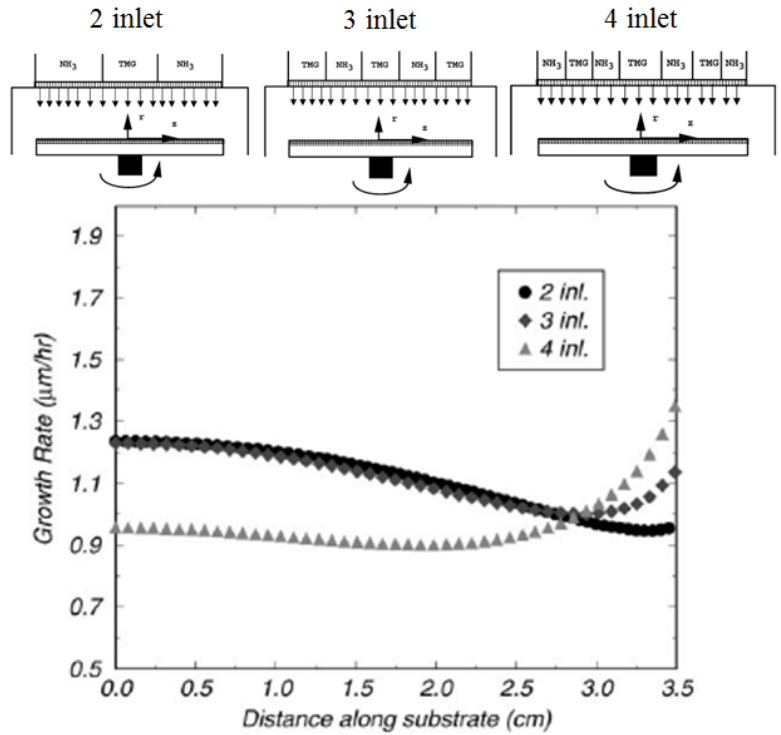 2 inlet 3 inlet 4 inlet
NH3 TMG NH3
TMG NH3 TMG NH3 TMG
NH3 TMG NH3 TMG NH3 TMG NH3
r z
r z
r z
1.9
1.7
1.5
1.3
1.1
0.9
0.7
0.5
Growth Rate (μm/hr)
2 inl.
3 inl.
4 inl.
0.0 0.5 1.0 1.5 2.0 2.5 3.0 3.5
Distance along substrate (cm)